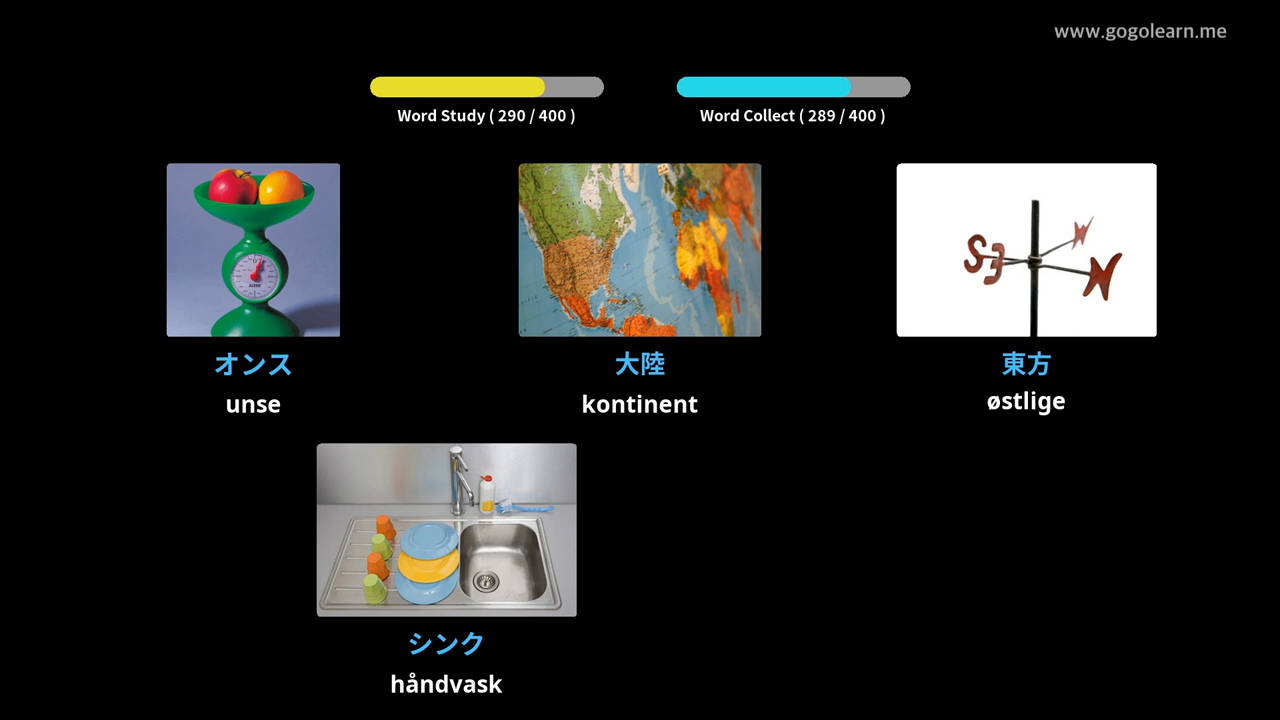 www.gogolearn.me
Word Study ( 290 / 400 )
Word Collect ( 289 / 400 )
オンス
unse
大陸
kontinent
S
E
N
W
東方
østlige
シンク
håndvask